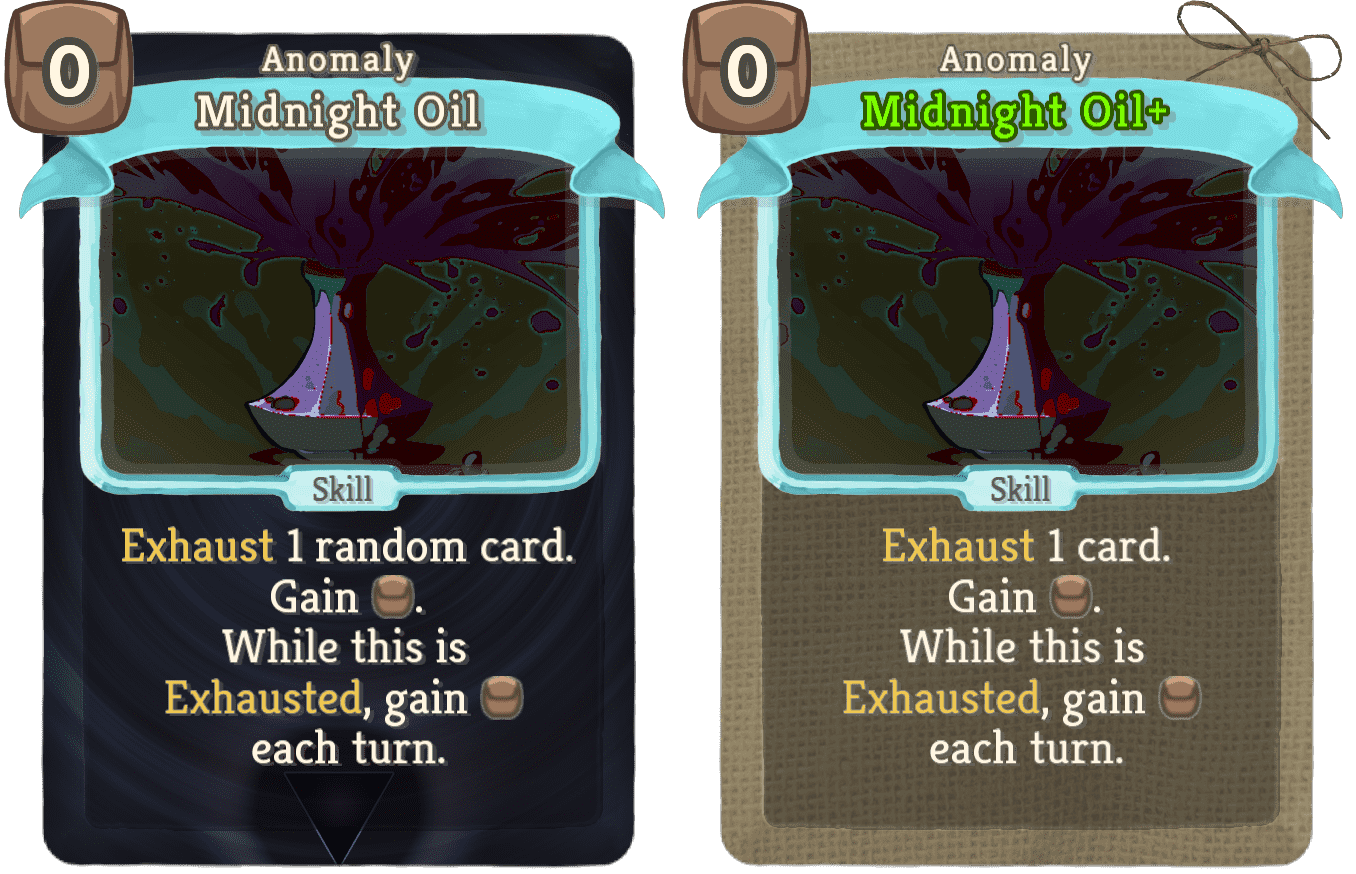 0
Anomaly
Midnight Oil
Skill
Exhaust 1 random card.
Gain .
While this is
Exhausted, gain
each turn.
0
Anomaly
Midnight Oil+
Skill
Exhaust 1 card.
Gain .
While this is
Exhausted, gain
each turn.